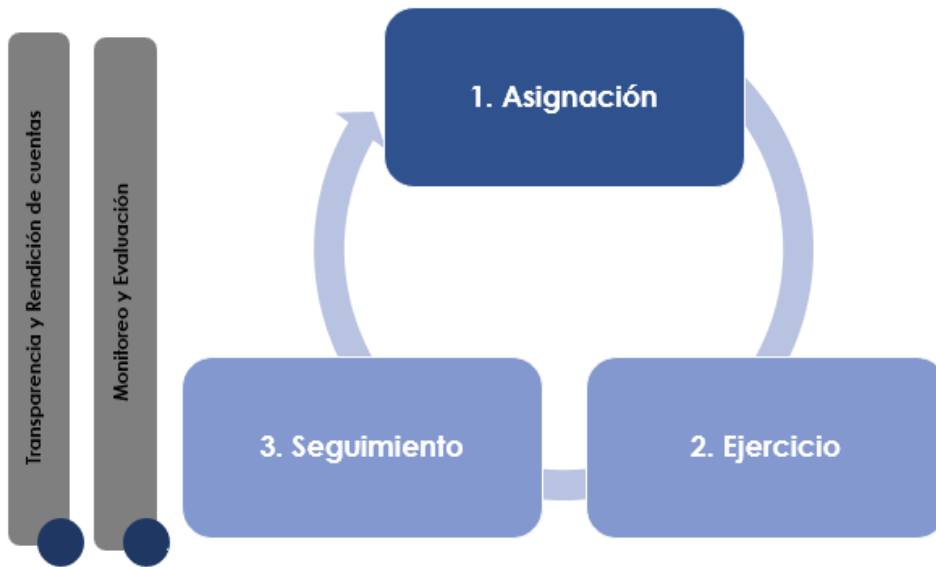 Transparencia y Rendición de cuentas
Monitoreo y Evaluación
1. Asignación
3. Seguimiento
2. Ejercicio